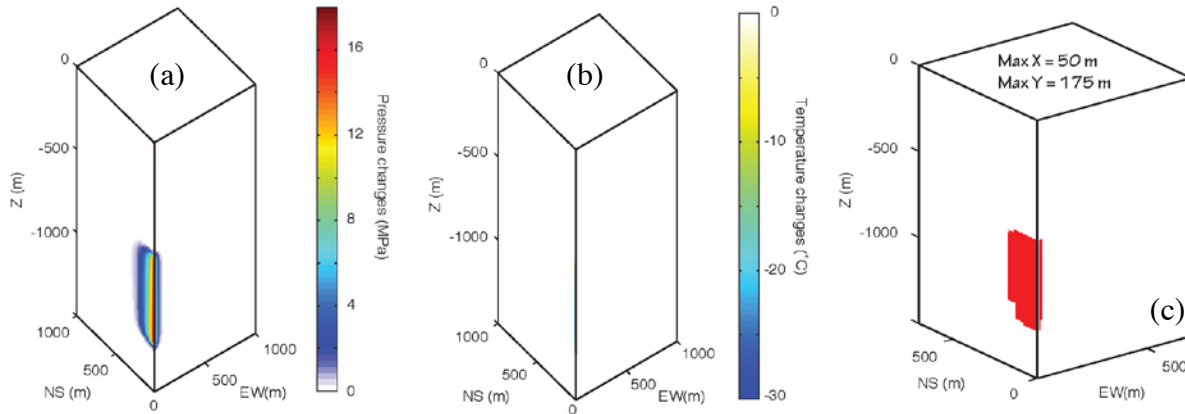 (a)
0
-500
-1000
Z (m)
1000
500
NS (m)
0
500
1000
EW(m)
16
12
8
4
0
Pressure changes (MPa)
(b)
0
-500
-1000
Z (m)
1000
500
NS (m)
0
500
1000
EW(m)
0
-10
-20
-30
Temperature changes (°C)
Max X = 50 m
Max Y = 175 m
0
-500
-1000
Z (m)
500
NS (m)
0
500
EW(m)
(c)